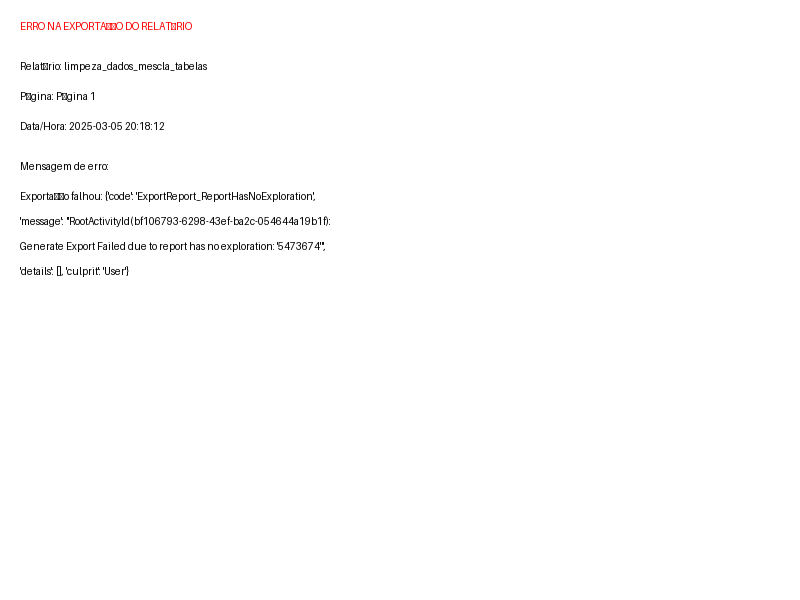 ERRO NA EXPORTA▯▯O DO RELAT▯RIO
Relat▯rio: limpeza_dados_mescla_tabelas
P▯gina: P▯gina 1
Data/Hora: 2025-03-05 20:18:12
Mensagem de erro:
Exporta▯▯o falhou: {'code': 'ExportReport_ReportHasNoExploration',
'message': "RootActivityId(bf106793-6298-43ef-ba2c-054644a19b1f):
Generate Export Failed due to report has no exploration: '5473674'",
'details': [], 'culprit': 'User'}